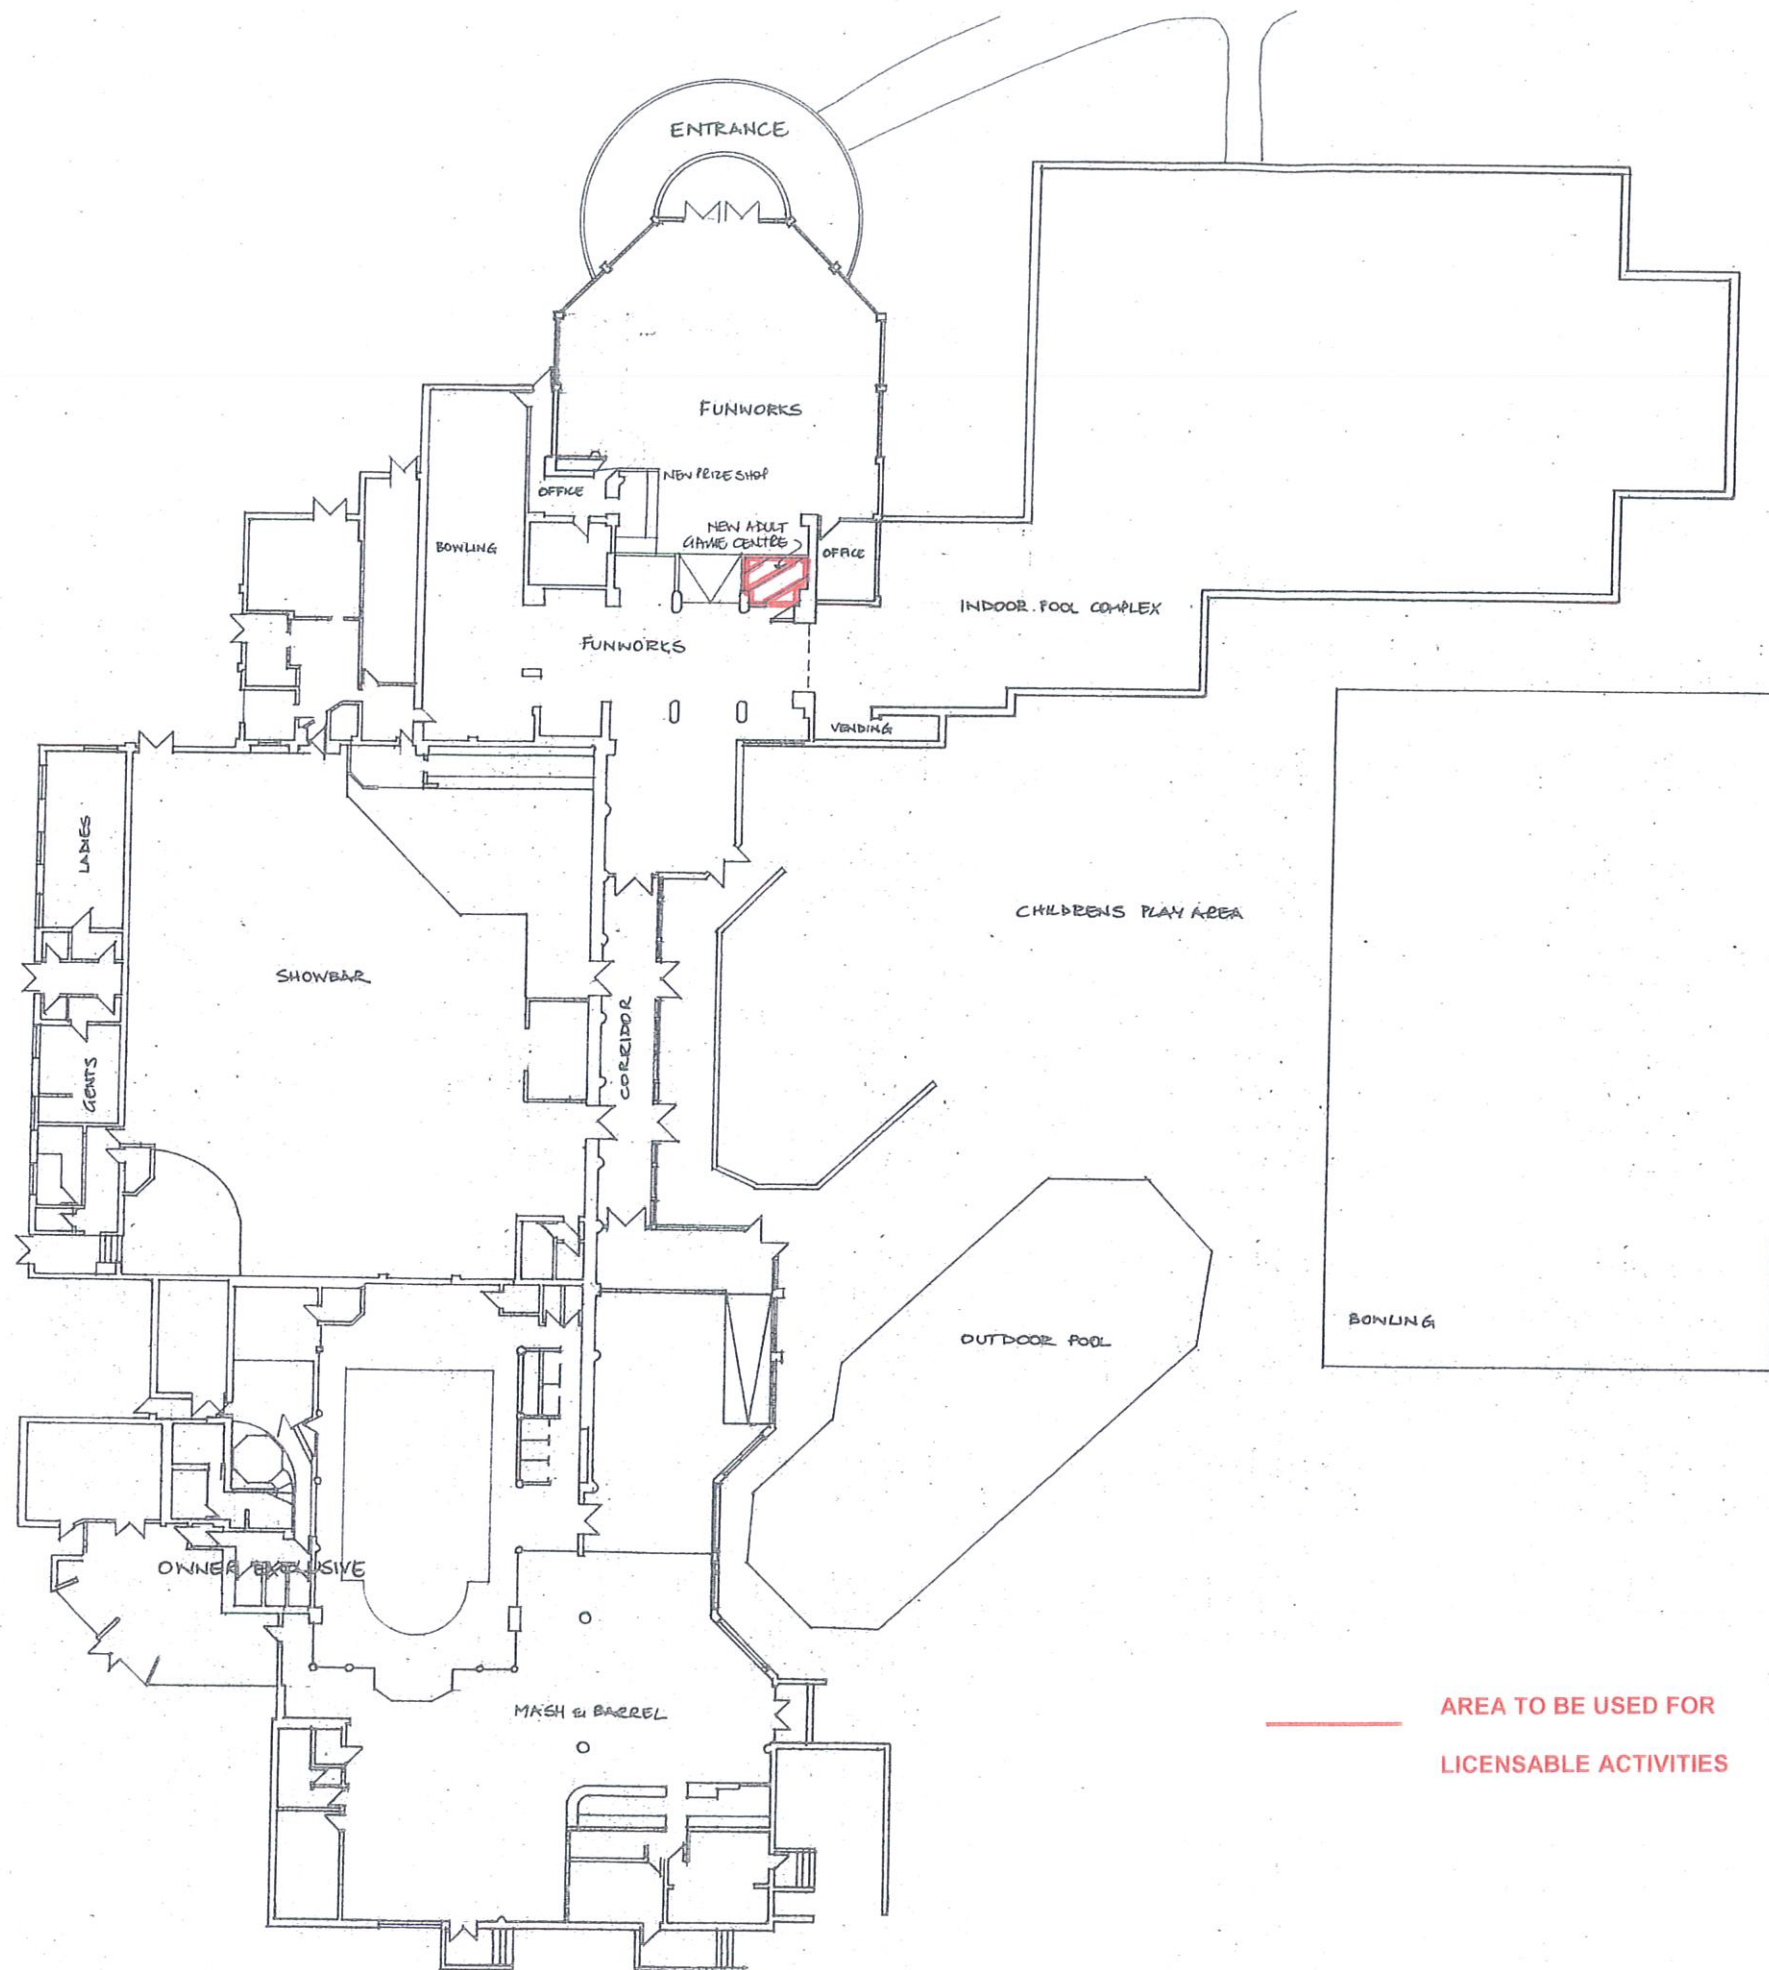 ENTRANCE
FUNWORKS
NEW PRIZE SHOP
OFFICE
NEW ADULT
GAME CENTRE
BOWLING
OFFICE
INDOOR POOL COMPLEX
FUNWORKS
VENDING
LADIES
CHILDRENS PLAY AREA
SHOWBAR
CORRIDOR
GENTS
BOWLING
OUTDOOR POOL
OWNER EXCLUSIVE
MASH & BARREL
AREA TO BE USED FOR
LICENSABLE ACTIVITIES